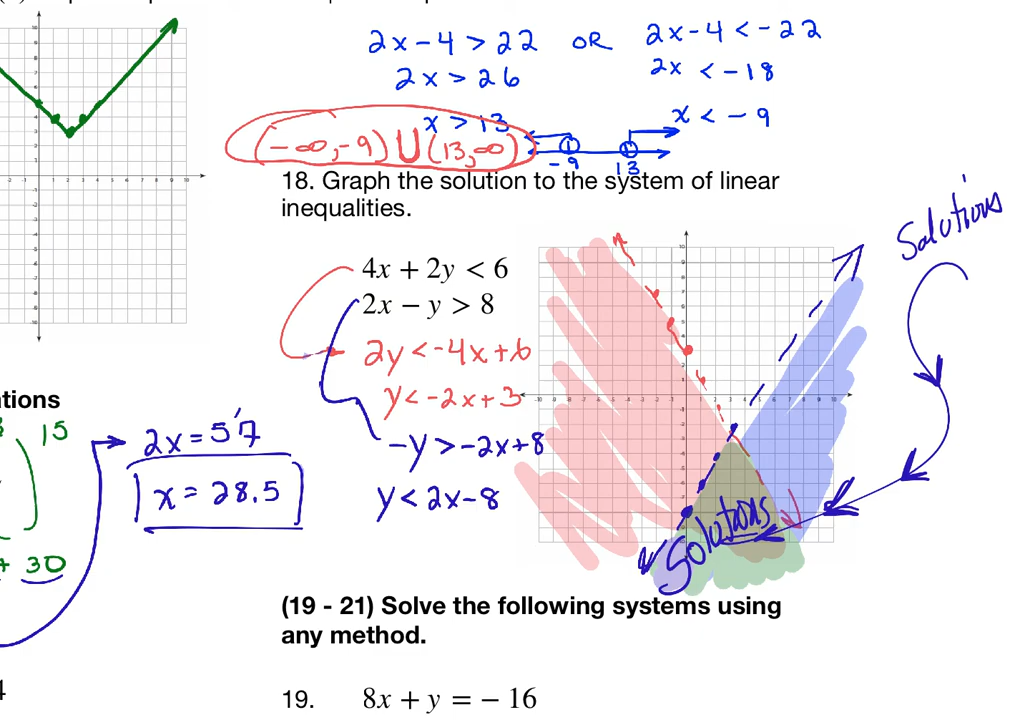 2x - 4 > 22 OR 2x - 4 < -22
2x > 26 2x < -18
x > 13 x < -9
(-∞, -9) ∪ (13, ∞)
-9 13
18. Graph the solution to the system of linear
inequalities.
Solutions
4x + 2y < 6
2x − y > 8
2y < -4x + 6
y < -2x + 3
-y > -2x + 8
y < 2x - 8
Solutions
tions
15
+ 30
2x = 57
x = 28.5
(19 - 21) Solve the following systems using
any method.
19. 8x + y = − 16